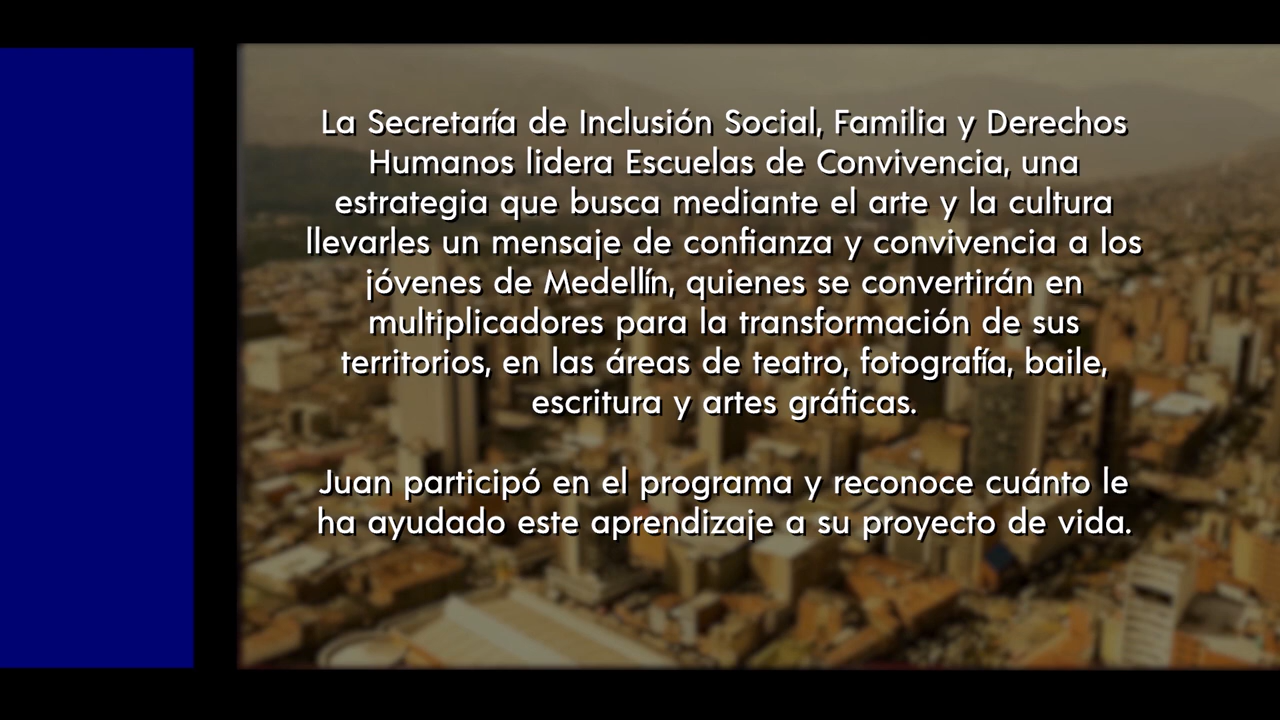 La Secretaría de Inclusión Social, Familia y Derechos
Humanos lidera Escuelas de Convivencia, una
estrategia que busca mediante el arte y la cultura
llevarles un mensaje de confianza y convivencia a los
jóvenes de Medellín, quienes se convertirán en
multiplicadores para la transformación de sus
territorios, en las áreas de teatro, fotografía, baile,
escritura y artes gráficas.
Juan participó en el programa y reconoce cuánto le
ha ayudado este aprendizaje a su proyecto de vida.